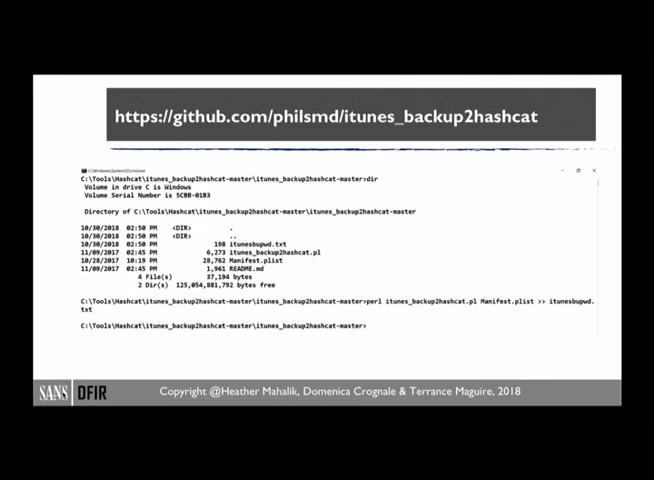 https://github.com/philsmd/itunes_backup2hashcat
C:\Windows\System32\cmd.exe
C:\Tools\Hashcat\itunes_backup2hashcat-master\itunes_backup2hashcat-master>dir
Volume in drive C is Windows
Volume Serial Number is 5CBB-01B3
Directory of C:\Tools\Hashcat\itunes_backup2hashcat-master\itunes_backup2hashcat-master
10/30/2018 02:50 PM <DIR> .
10/30/2018 02:50 PM <DIR> ..
10/30/2018 02:50 PM 198 itunesbupwd.txt
11/09/2017 02:45 PM 6,273 itunes_backup2hashcat.pl
10/28/2017 10:19 PM 28,762 Manifest.plist
11/09/2017 02:45 PM 1,961 README.md
4 File(s) 37,194 bytes
2 Dir(s) 125,054,881,792 bytes free
C:\Tools\Hashcat\itunes_backup2hashcat-master\itunes_backup2hashcat-master>perl itunes_backup2hashcat.pl Manifest.plist >> itunesbupwd.
txt
C:\Tools\Hashcat\itunes_backup2hashcat-master\itunes_backup2hashcat-master>
SANS DFIR Copyright @Heather Mahalik, Domenica Crognale & Terrance Maguire, 2018